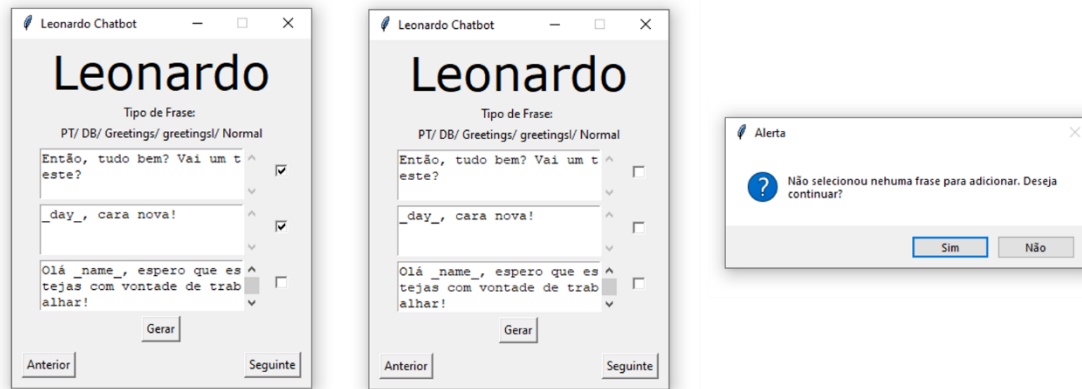 Leonardo Chatbot
Leonardo
Tipo de Frase:
PT/ DB/ Greetings/ greetingsI/ Normal
Então, tudo bem? Vai um t
este?
_day_, cara nova!
Olá _name_, espero que es
tejas com vontade de trab
alhar!
Gerar
Anterior
Seguinte
Leonardo Chatbot
Leonardo
Tipo de Frase:
PT/ DB/ Greetings/ greetingsI/ Normal
Então, tudo bem? Vai um t
este?
_day_, cara nova!
Olá _name_, espero que es
tejas com vontade de trab
alhar!
Gerar
Anterior
Seguinte
Alerta
Não selecionou nehuma frase para adicionar. Deseja
continuar?
Sim
Não